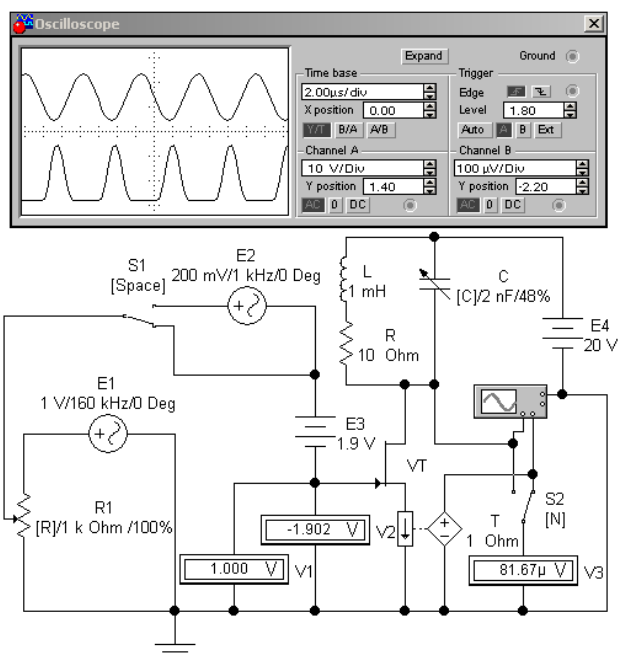 Oscilloscope
Expand Ground
Time base Trigger
2.00µs/div Edge
X position 0.00 Level 1.80
Y/T B/A A/B Auto A B Ext
Channel A Channel B
10 V/Div 100 µV/Div
Y position 1.40 Y position -2.20
AC 0 DC AC 0 DC
S1
[Space]
E2
200 mV/1 kHz/0 Deg
L
1 mH
C
[C]/2 nF/48%
R
10 Ohm
E4
20 V
E1
1 V/160 kHz/0 Deg
E3
1.9 V
VT
R1
[R]/1 k Ohm /100%
S2
[N]
-1.902 V V2
T
1 Ohm
1.000 V V1
81.67µ V V3